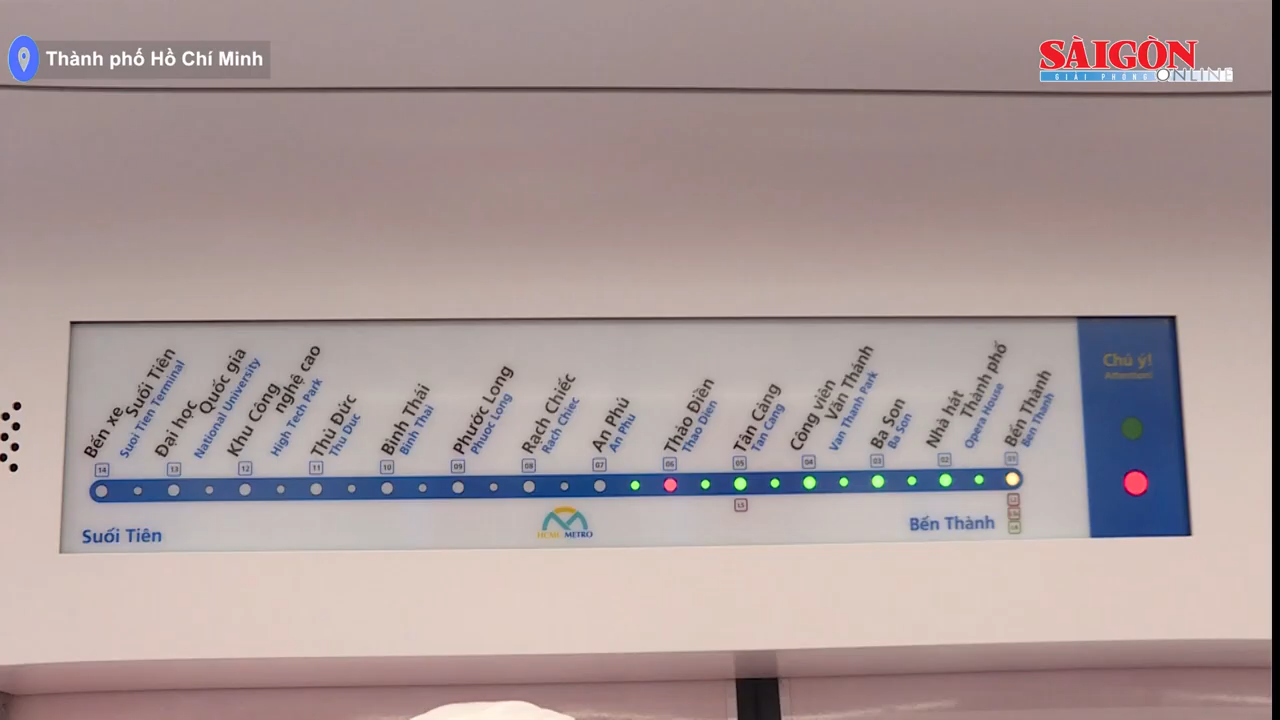 Thành phố Hồ Chí Minh
SÀIGÒN
GIẢI PHÓNG ONLINE
Chú ý!
Attention!
Bến xe
Suối Tiên
Suoi Tien Terminal
Đại học
Quốc gia
National University
Khu Công
nghệ cao
High Tech Park
Thủ Đức
Thu Duc
Bình Thái
Binh Thai
Phước Long
Phuoc Long
Rạch Chiếc
Rach Chiec
An Phú
An Phu
Thảo Điền
Thao Dien
Tân Cảng
Tan Cang
Công viên
Văn Thánh
Van Thanh Park
Ba Son
Ba Son
Nhà hát
Thành phố
Opera House
Bến Thành
Ben Thanh
14 13 12 11 10 09 08 07 06 05 04 03 02 01
L5
Suối Tiên
HCMC METRO
Bến Thành